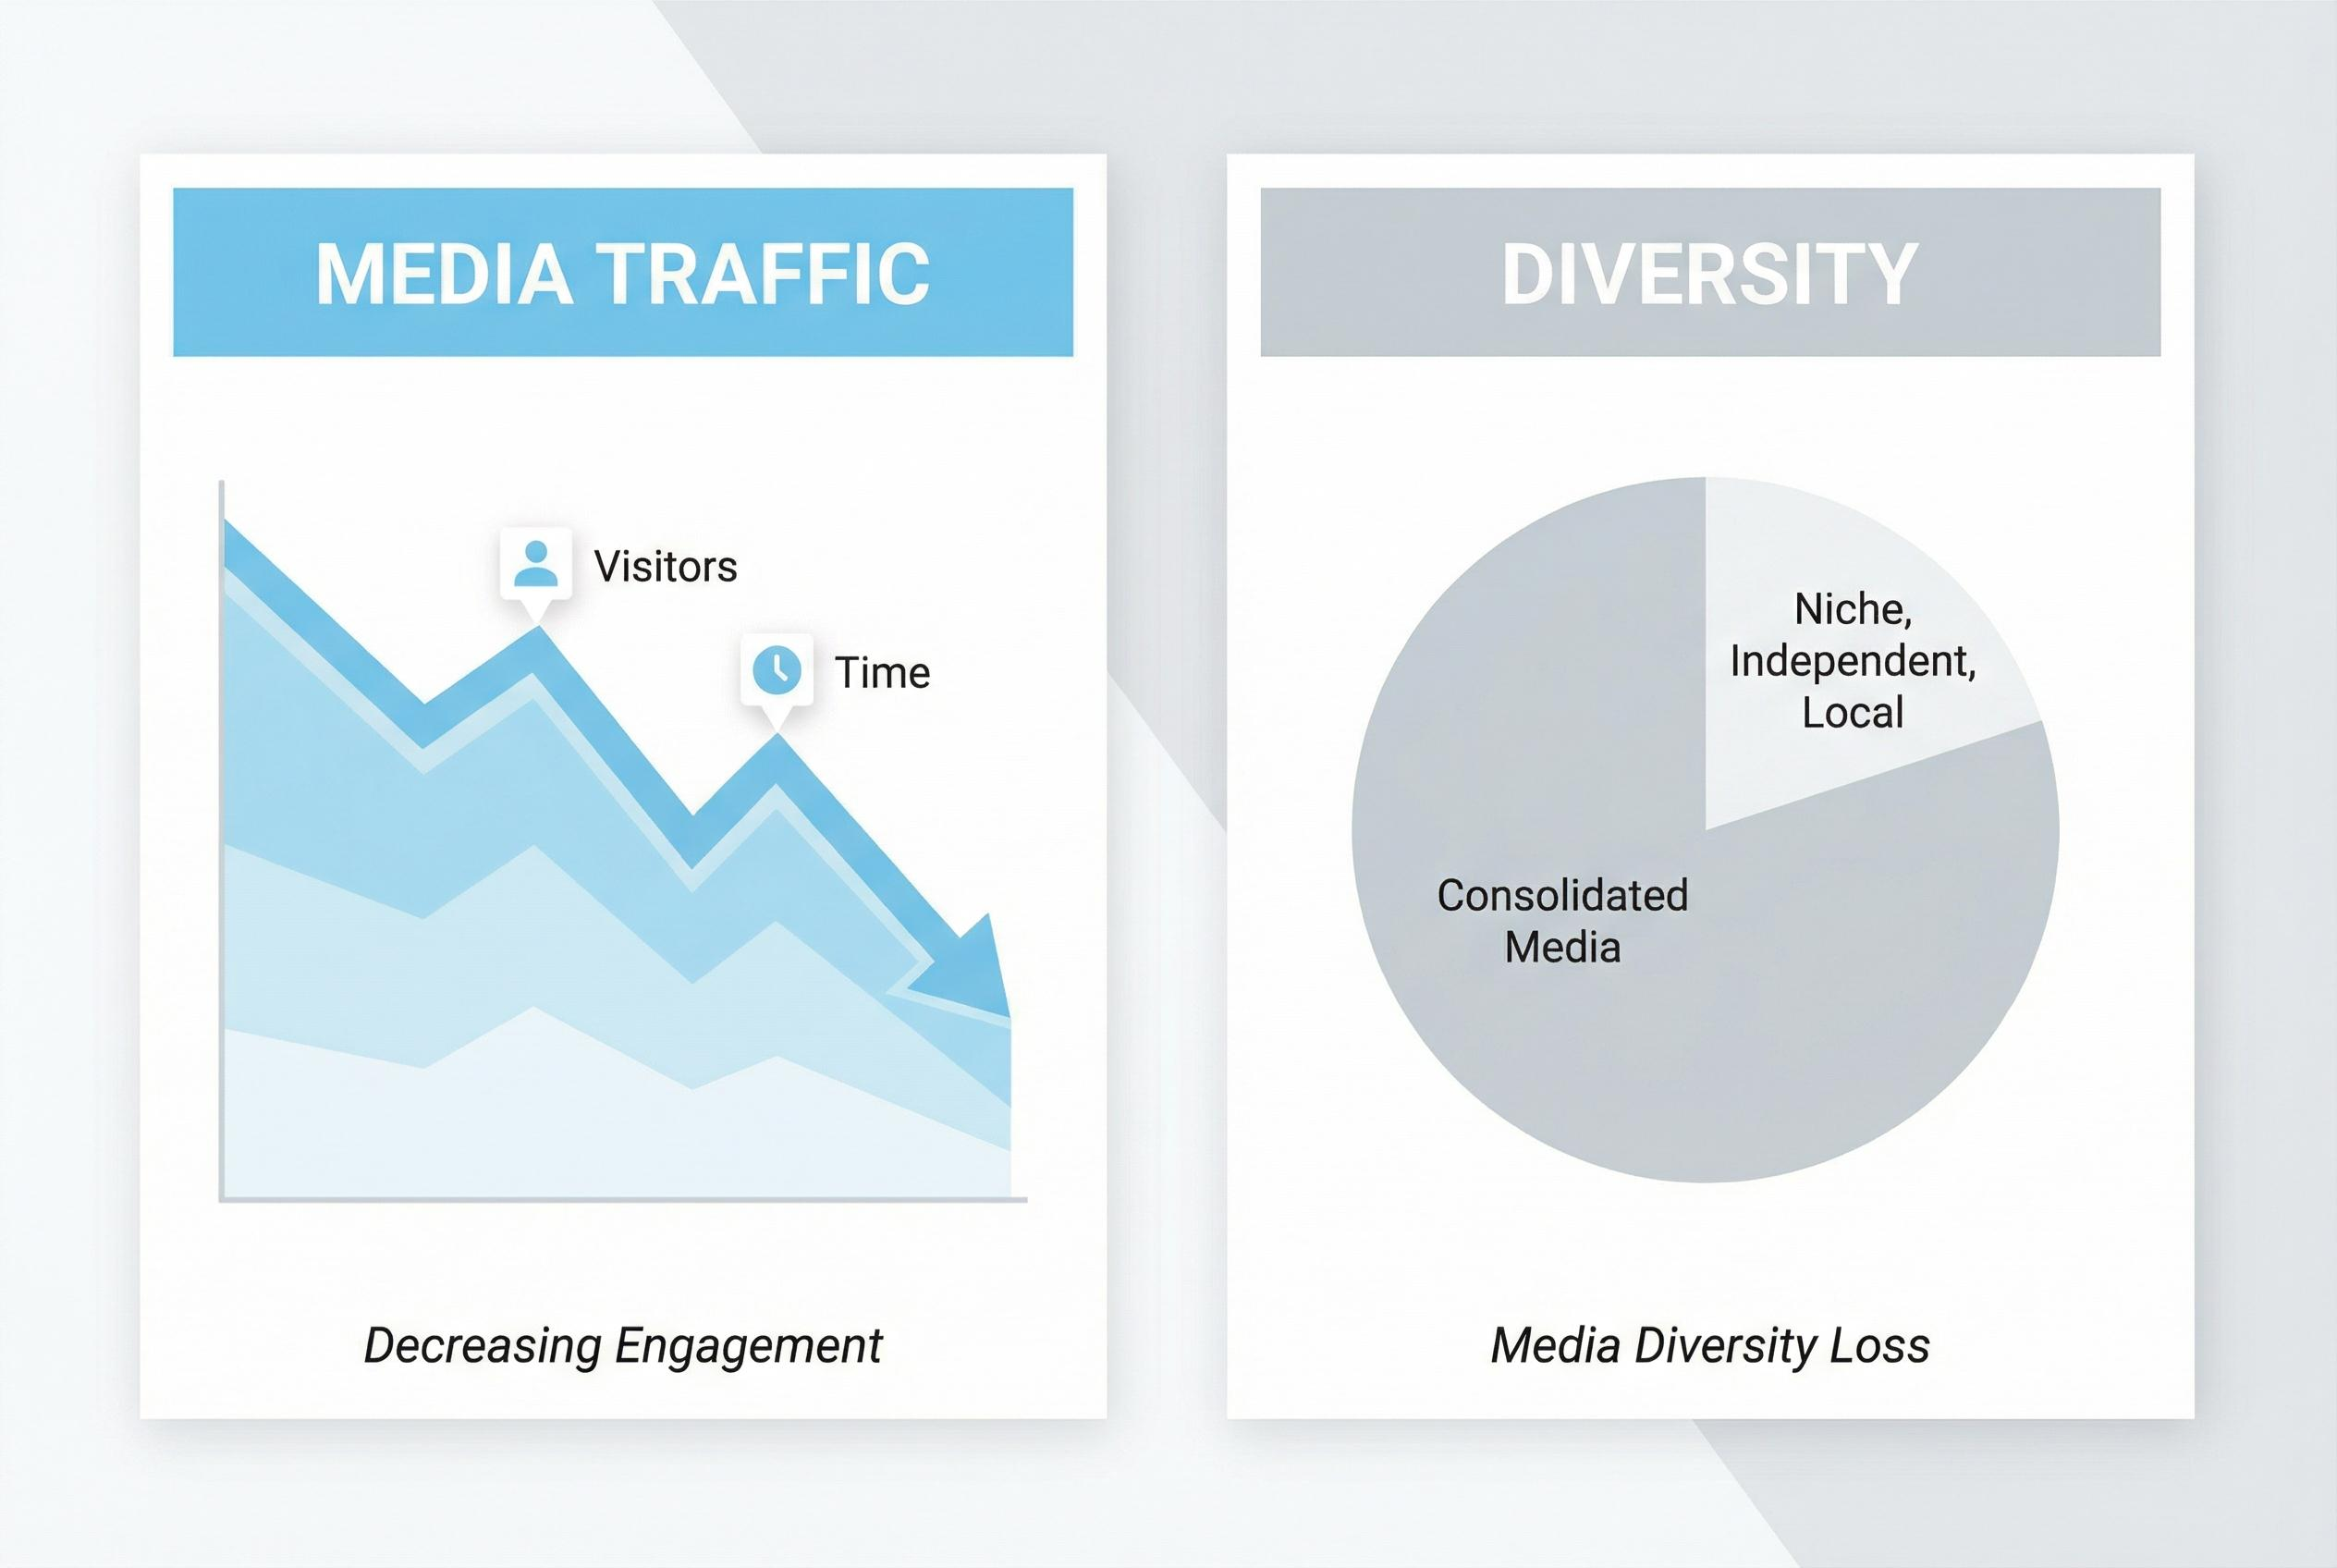 MEDIA TRAFFIC
Visitors
Time
Decreasing Engagement
DIVERSITY
Niche,
Independent,
Local
Consolidated
Media
Media Diversity Loss